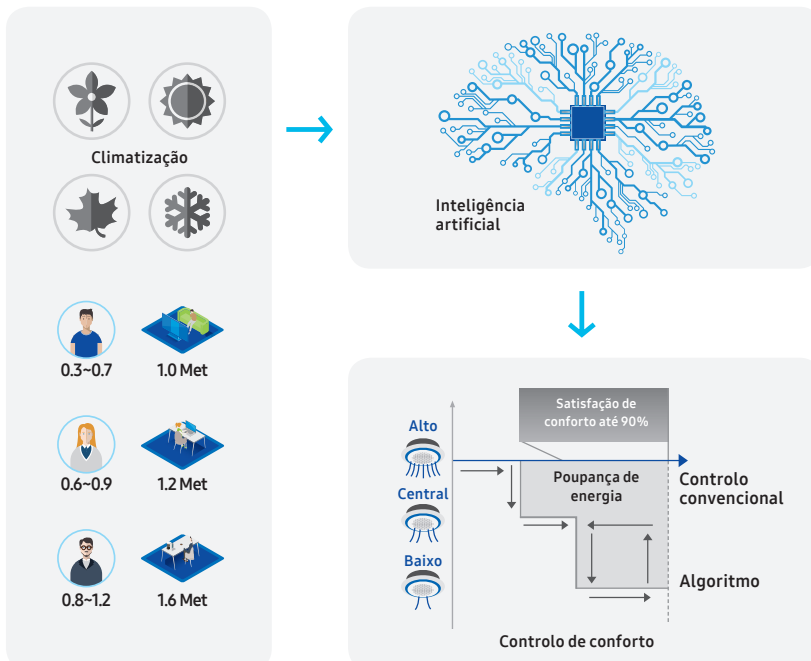 Climatização
0.3~0.7
1.0 Met
0.6~0.9
1.2 Met
0.8~1.2
1.6 Met
Inteligência
artificial
Satisfação de
conforto até 90%
Alto
Central
Baixo
Poupança de
energia
Controlo
convencional
Algoritmo
Controlo de conforto